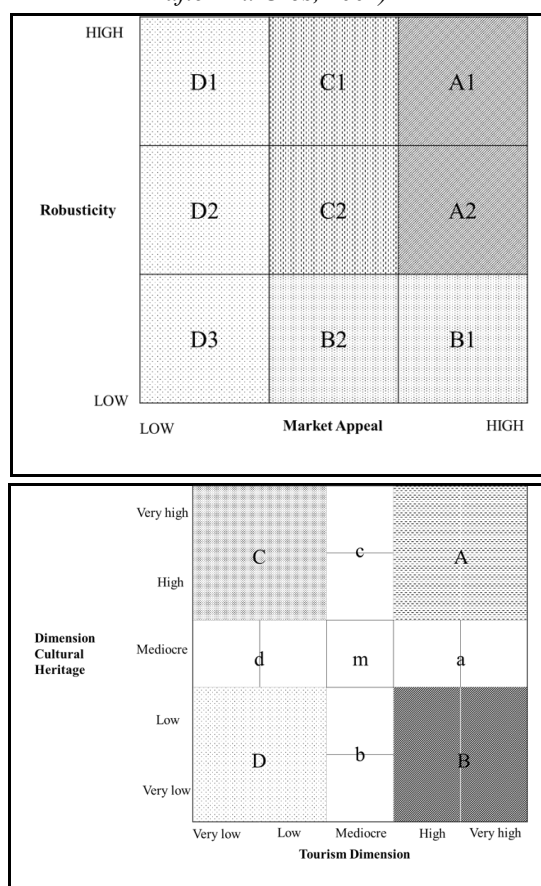 HIGH
D1 C1 A1
Robusticity D2 C2 A2
D3 B2 B1
LOW
LOW Market Appeal HIGH
Very high
C c A
High
Dimension
Cultural
Heritage
Mediocre d m a
Low
D b B
Very low
Very low Low Mediocre High Very high
Tourism Dimension